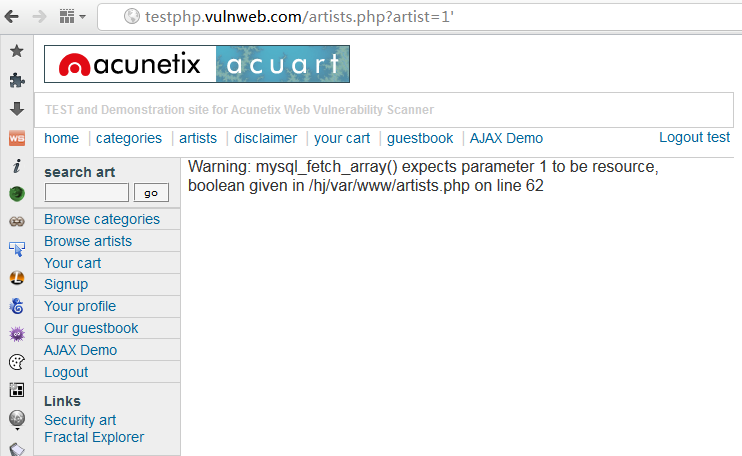 testphp.vulnweb.com/artists.php?artist=1'
acunetix acuart
TEST and Demonstration site for Acunetix Web Vulnerability Scanner
home | categories | artists | disclaimer | your cart | guestbook | AJAX Demo Logout test
search art
go
Browse categories
Browse artists
Your cart
Signup
Your profile
Our guestbook
AJAX Demo
Logout
Links
Security art
Fractal Explorer
Warning: mysql_fetch_array() expects parameter 1 to be resource,
boolean given in /hj/var/www/artists.php on line 62
WS